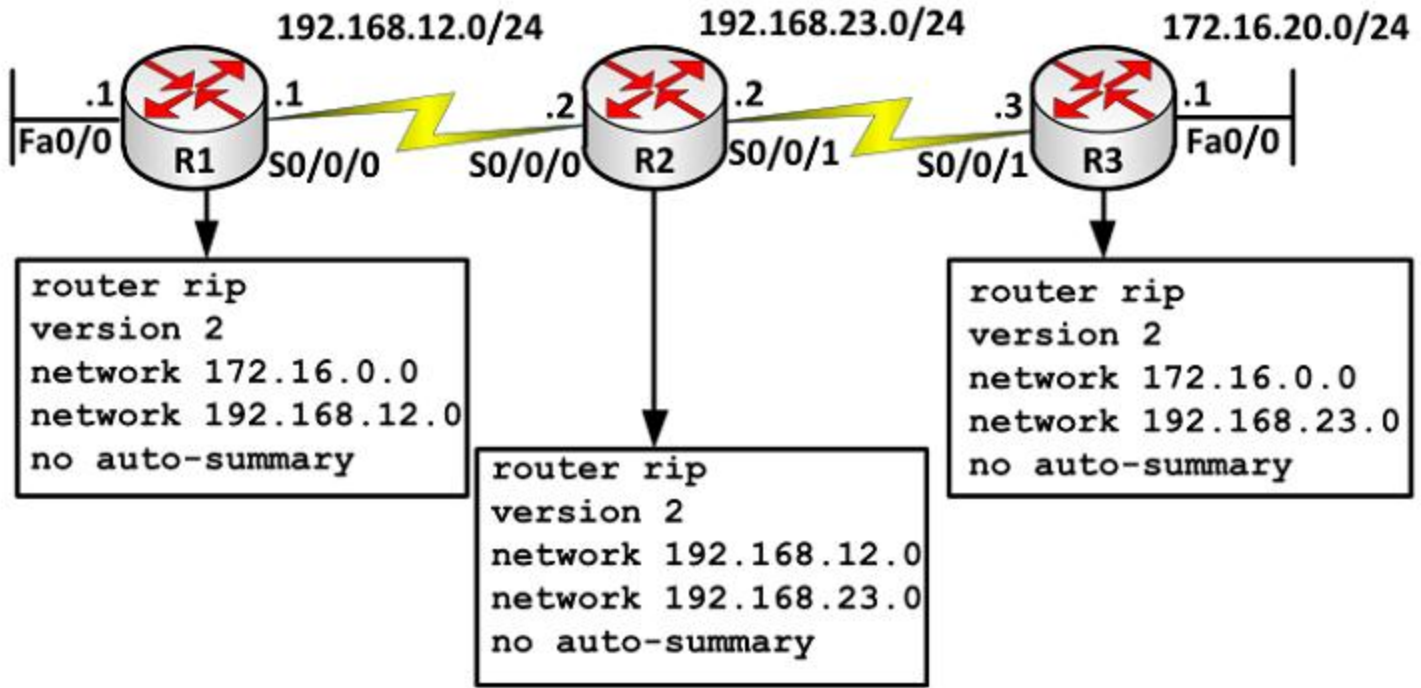 192.168.12.0/24
192.168.23.0/24
172.16.20.0/24
.1
Fa0/0
R1
.1
S0/0/0
.2
S0/0/0
R2
.2
S0/0/1
.3
S0/0/1
R3
.1
Fa0/0
router rip
version 2
network 172.16.0.0
network 192.168.12.0
no auto-summary
router rip
version 2
network 192.168.12.0
network 192.168.23.0
no auto-summary
router rip
version 2
network 172.16.0.0
network 192.168.23.0
no auto-summary